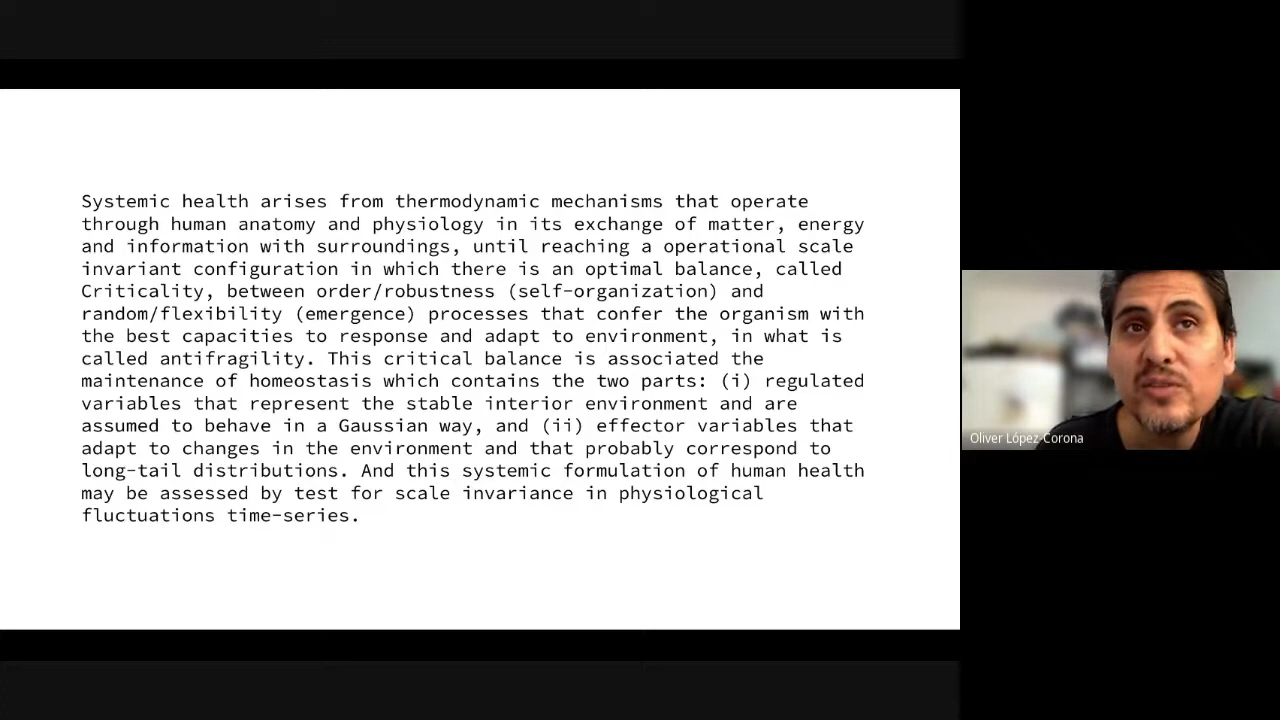 Systemic health arises from thermodynamic mechanisms that operate
through human anatomy and physiology in its exchange of matter, energy
and information with surroundings, until reaching a operational scale
invariant configuration in which there is an optimal balance, called
Criticality, between order/robustness (self-organization) and
random/flexibility (emergence) processes that confer the organism with
the best capacities to response and adapt to environment, in what is
called antifragility. This critical balance is associated the
maintenance of homeostasis which contains the two parts: (i) regulated
variables that represent the stable interior environment and are
assumed to behave in a Gaussian way, and (ii) effector variables that
adapt to changes in the environment and that probably correspond to
long-tail distributions. And this systemic formulation of human health
may be assessed by test for scale invariance in physiological
fluctuations time-series.
Oliver López-Corona